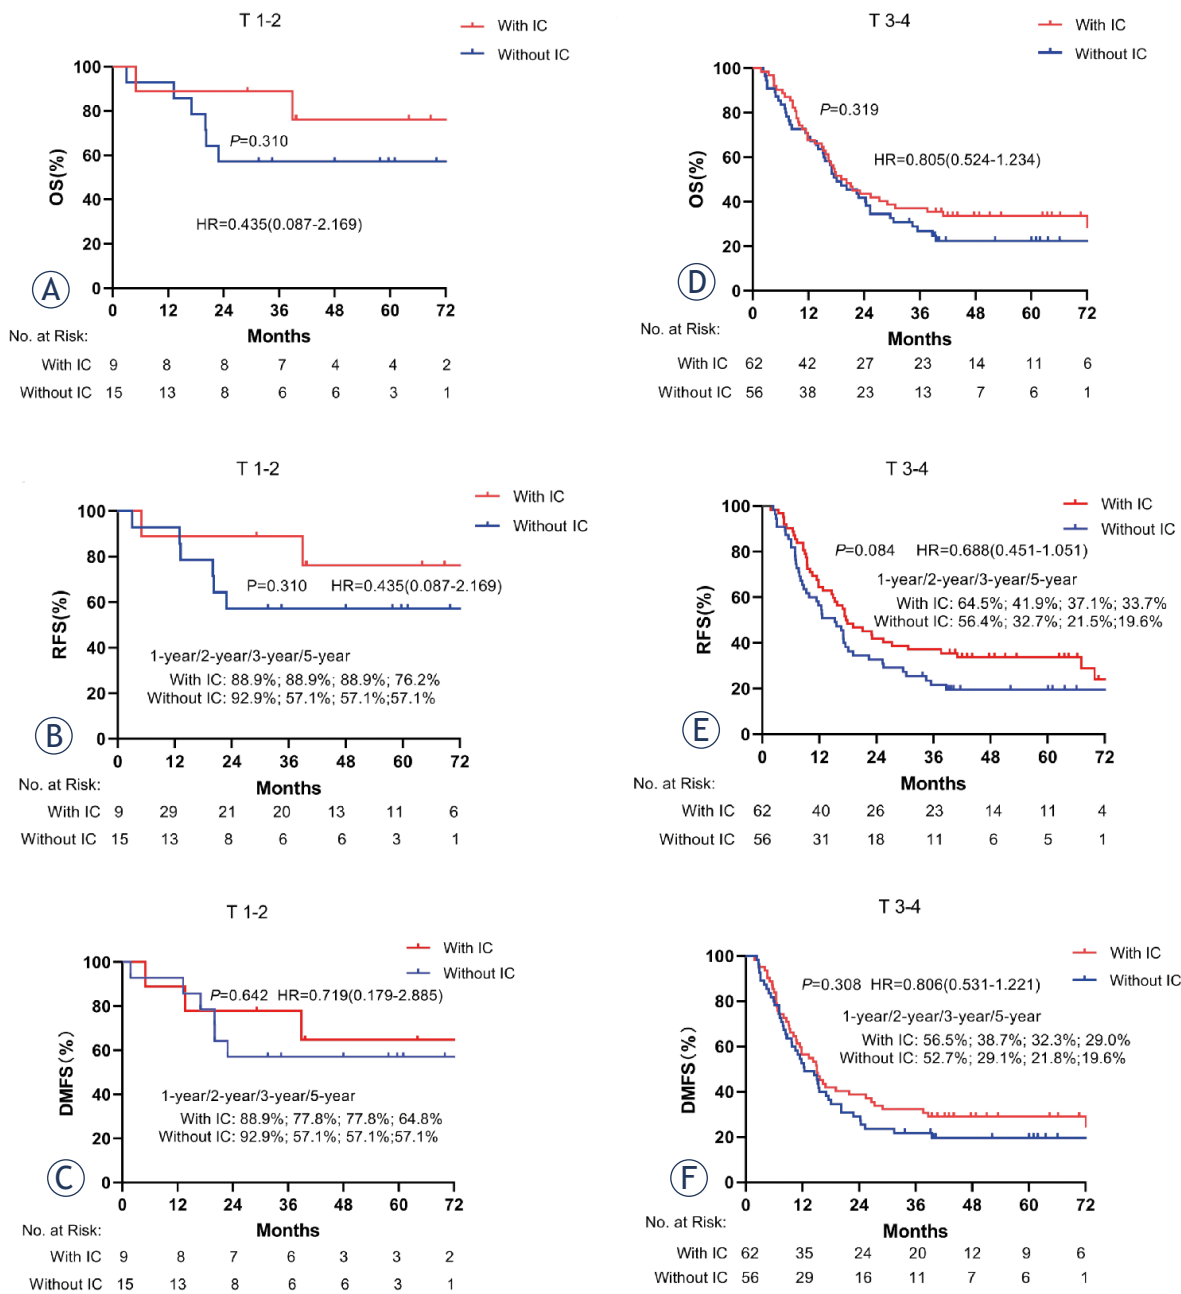 T 1-2
With IC
Without IC
100
80
60
40
20
0
OS(%)
P=0.310
HR=0.435(0.087-2.169)
A
0 12 24 36 48 60 72
No. at Risk:
Months
With IC 9 8 8 7 4 4 2
Without IC 15 13 8 6 6 3 1
T 3-4
With IC
Without IC
100
80
60
40
20
0
OS(%)
P=0.319
HR=0.805(0.524-1.234)
D
0 12 24 36 48 60 72
No. at Risk:
Months
With IC 62 42 27 23 14 11 6
Without IC 56 38 23 13 7 6 1
T 1-2
With IC
Without IC
100
80
60
40
20
0
RFS(%)
P=0.310 HR=0.435(0.087-2.169)
1-year/2-year/3-year/5-year
With IC: 88.9%; 88.9%; 88.9%; 76.2%
Without IC: 92.9%; 57.1%; 57.1%;57.1%
B
0 12 24 36 48 60 72
No. at Risk:
Months
With IC 9 29 21 20 13 11 6
Without IC 15 13 8 6 6 3 1
T 3-4
With IC
Without IC
100
80
60
40
20
0
RFS(%)
P=0.084 HR=0.688(0.451-1.051)
1-year/2-year/3-year/5-year
With IC: 64.5%; 41.9%; 37.1%; 33.7%
Without IC: 56.4%; 32.7%; 21.5%;19.6%
E
0 12 24 36 48 60 72
No. at Risk:
Months
With IC 62 40 26 23 14 11 4
Without IC 56 31 18 11 6 5 1
T 1-2
With IC
Without IC
100
80
60
40
20
0
DMFS(%)
P=0.642 HR=0.719(0.179-2.885)
1-year/2-year/3-year/5-year
With IC: 88.9%; 77.8%; 77.8%; 64.8%
Without IC: 92.9%; 57.1%; 57.1%;57.1%
C
0 12 24 36 48 60 72
No. at Risk:
Months
With IC 9 8 7 6 3 3 2
Without IC 15 13 8 6 6 3 1
T 3-4
With IC
Without IC
100
80
60
40
20
0
DMFS(%)
P=0.308 HR=0.806(0.531-1.221)
1-year/2-year/3-year/5-year
With IC: 56.5%; 38.7%; 32.3%; 29.0%
Without IC: 52.7%; 29.1%; 21.8%;19.6%
F
0 12 24 36 48 60 72
No. at Risk:
Months
With IC 62 35 24 20 12 9 6
Without IC 56 29 16 11 7 6 1